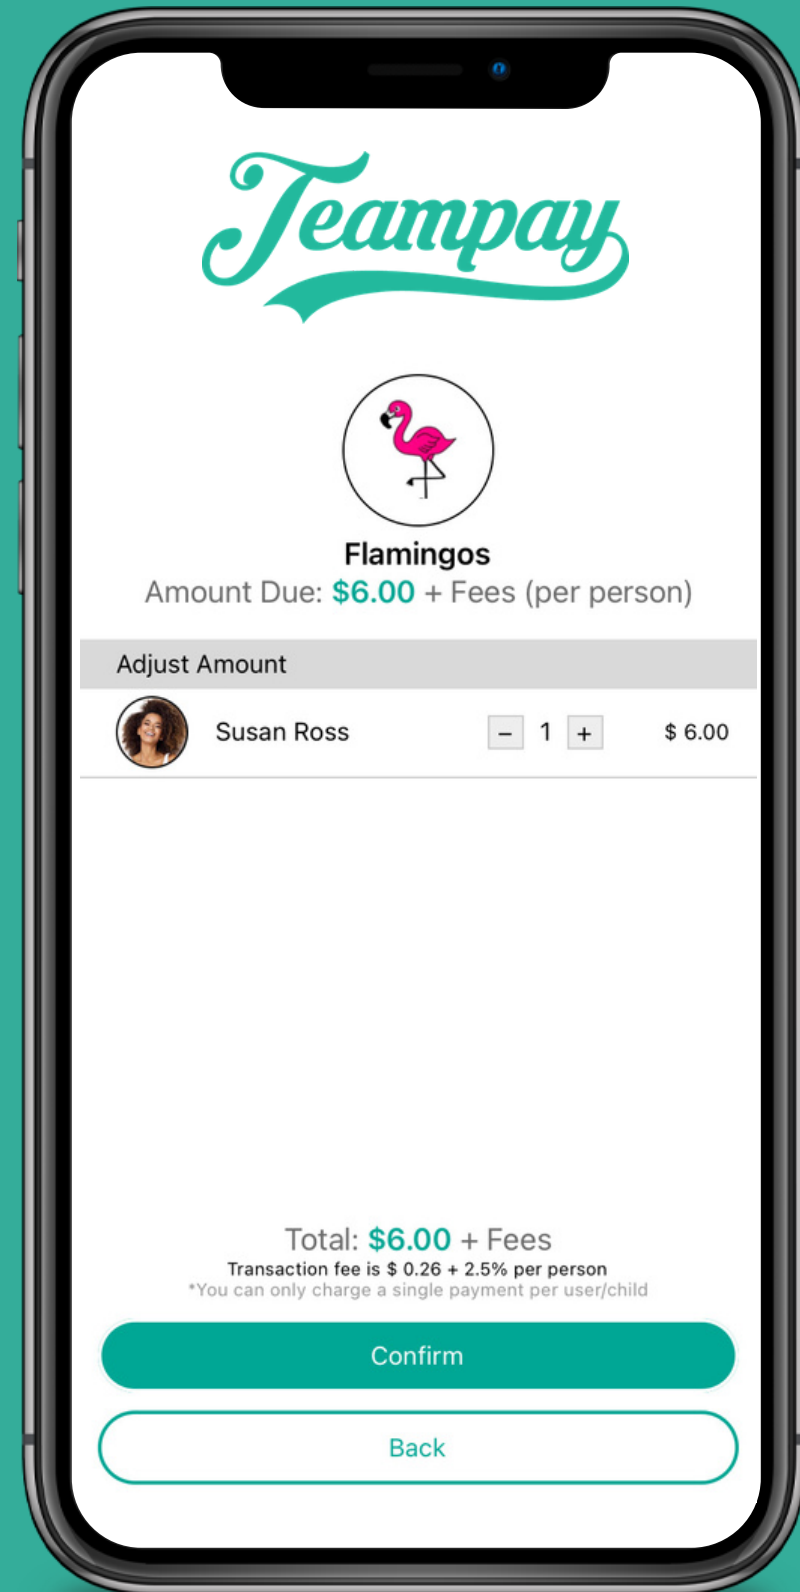 Teampay
Flamingos
Amount Due: $6.00 + Fees (per person)
Adjust Amount
Susan Ross − 1 + $ 6.00
Total: $6.00 + Fees
Transaction fee is $ 0.26 + 2.5% per person
*You can only charge a single payment per user/child
Confirm
Back